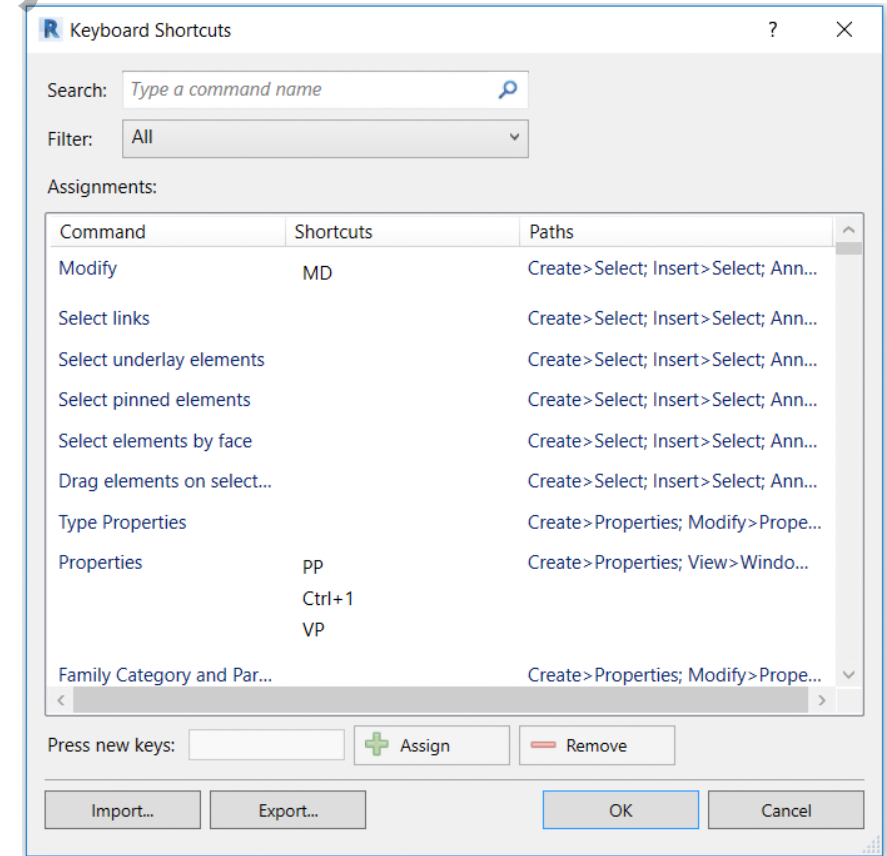 R Keyboard Shortcuts ? ×
Search: Type a command name
Filter: All
Assignments:
Command Shortcuts Paths
Modify MD Create>Select; Insert>Select; Ann...
Select links Create>Select; Insert>Select; Ann...
Select underlay elements Create>Select; Insert>Select; Ann...
Select pinned elements Create>Select; Insert>Select; Ann...
Select elements by face Create>Select; Insert>Select; Ann...
Drag elements on select... Create>Select; Insert>Select; Ann...
Type Properties Create>Properties; Modify>Prope...
Properties PP Create>Properties; View>Windo...
Ctrl+1
VP
Family Category and Par... Create>Properties; Modify>Prope...
Press new keys: Assign Remove
Import... Export... OK Cancel